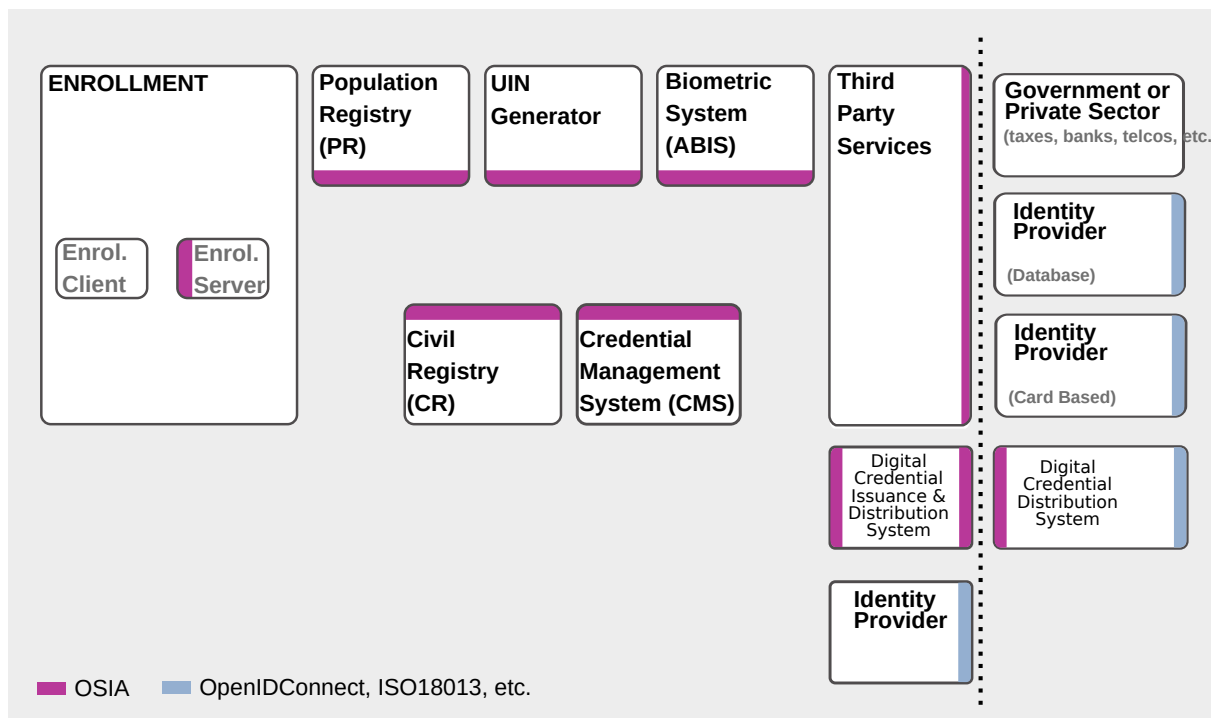 ENROLLMENT
Enrol.
Client
Enrol.
Server
Population
Registry
(PR)
UIN
Generator
Biometric
System
(ABIS)
Third
Party
Services
Government or
Private Sector
(taxes, banks, telcos, etc.
Identity
Provider
(Database)
Civil
Registry
(CR)
Credential
Management
System (CMS)
Identity
Provider
(Card Based)
Digital
Credential
Issuance &
Distribution
System
Digital
Credential
Distribution
System
Identity
Provider
OSIA
OpenIDConnect, ISO18013, etc.